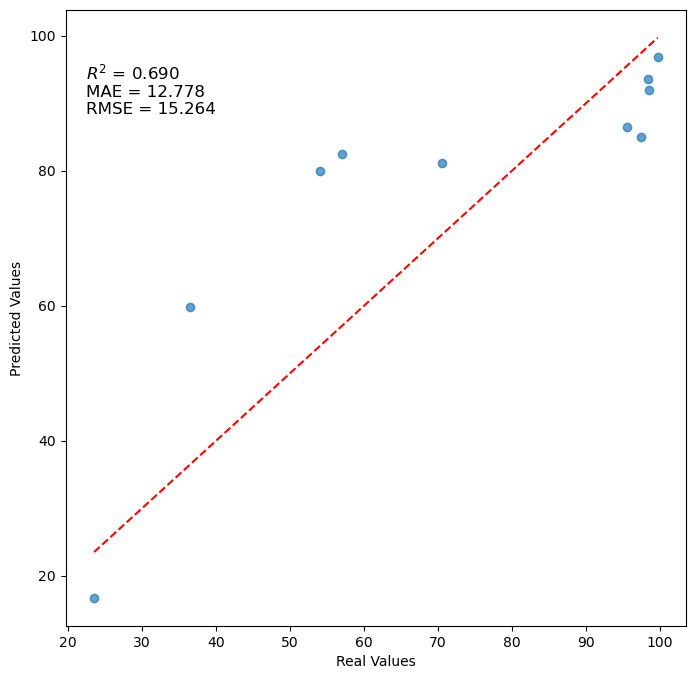 100
80
60
40
20
R² = 0.690
MAE = 12.778
RMSE = 15.264
Predicted Values
20 30 40 50 60 70 80 90 100
Real Values